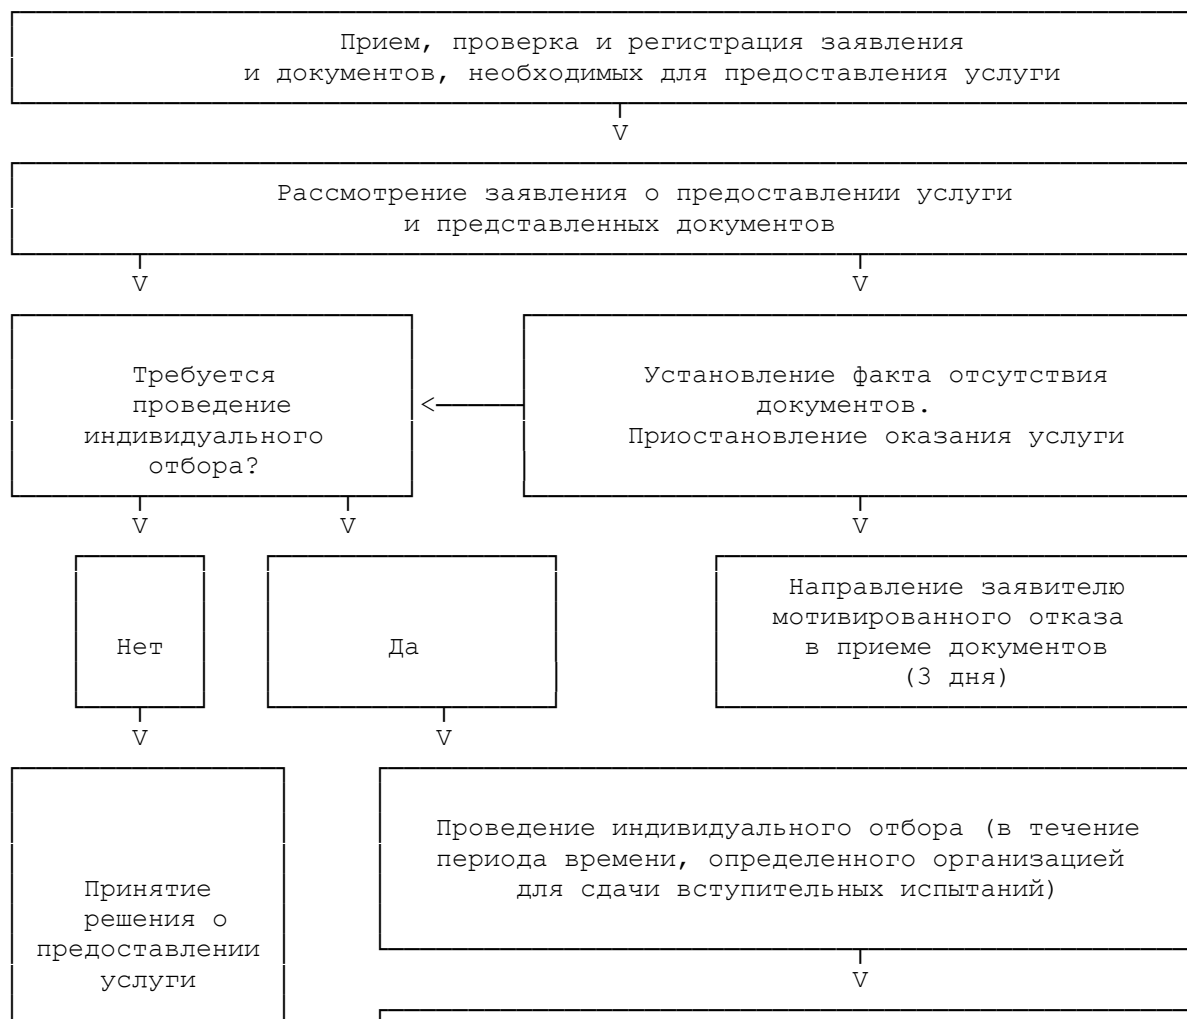 Прием, проверка и регистрация заявления
и документов, необходимых для предоставления услуги
V
Рассмотрение заявления о предоставлении услуги
и представленных документов
V
V
Требуется
проведение
индивидуального
отбора?
<
Установление факта отсутствия
документов.
Приостановление оказания услуги
V
V
V
Нет
Да
Направление заявителю
мотивированного отказа
в приеме документов
(3 дня)
V
V
Принятие
решения о
предоставлении
услуги
Проведение индивидуального отбора (в течение
периода времени, определенного организацией
для сдачи вступительных испытаний)
V